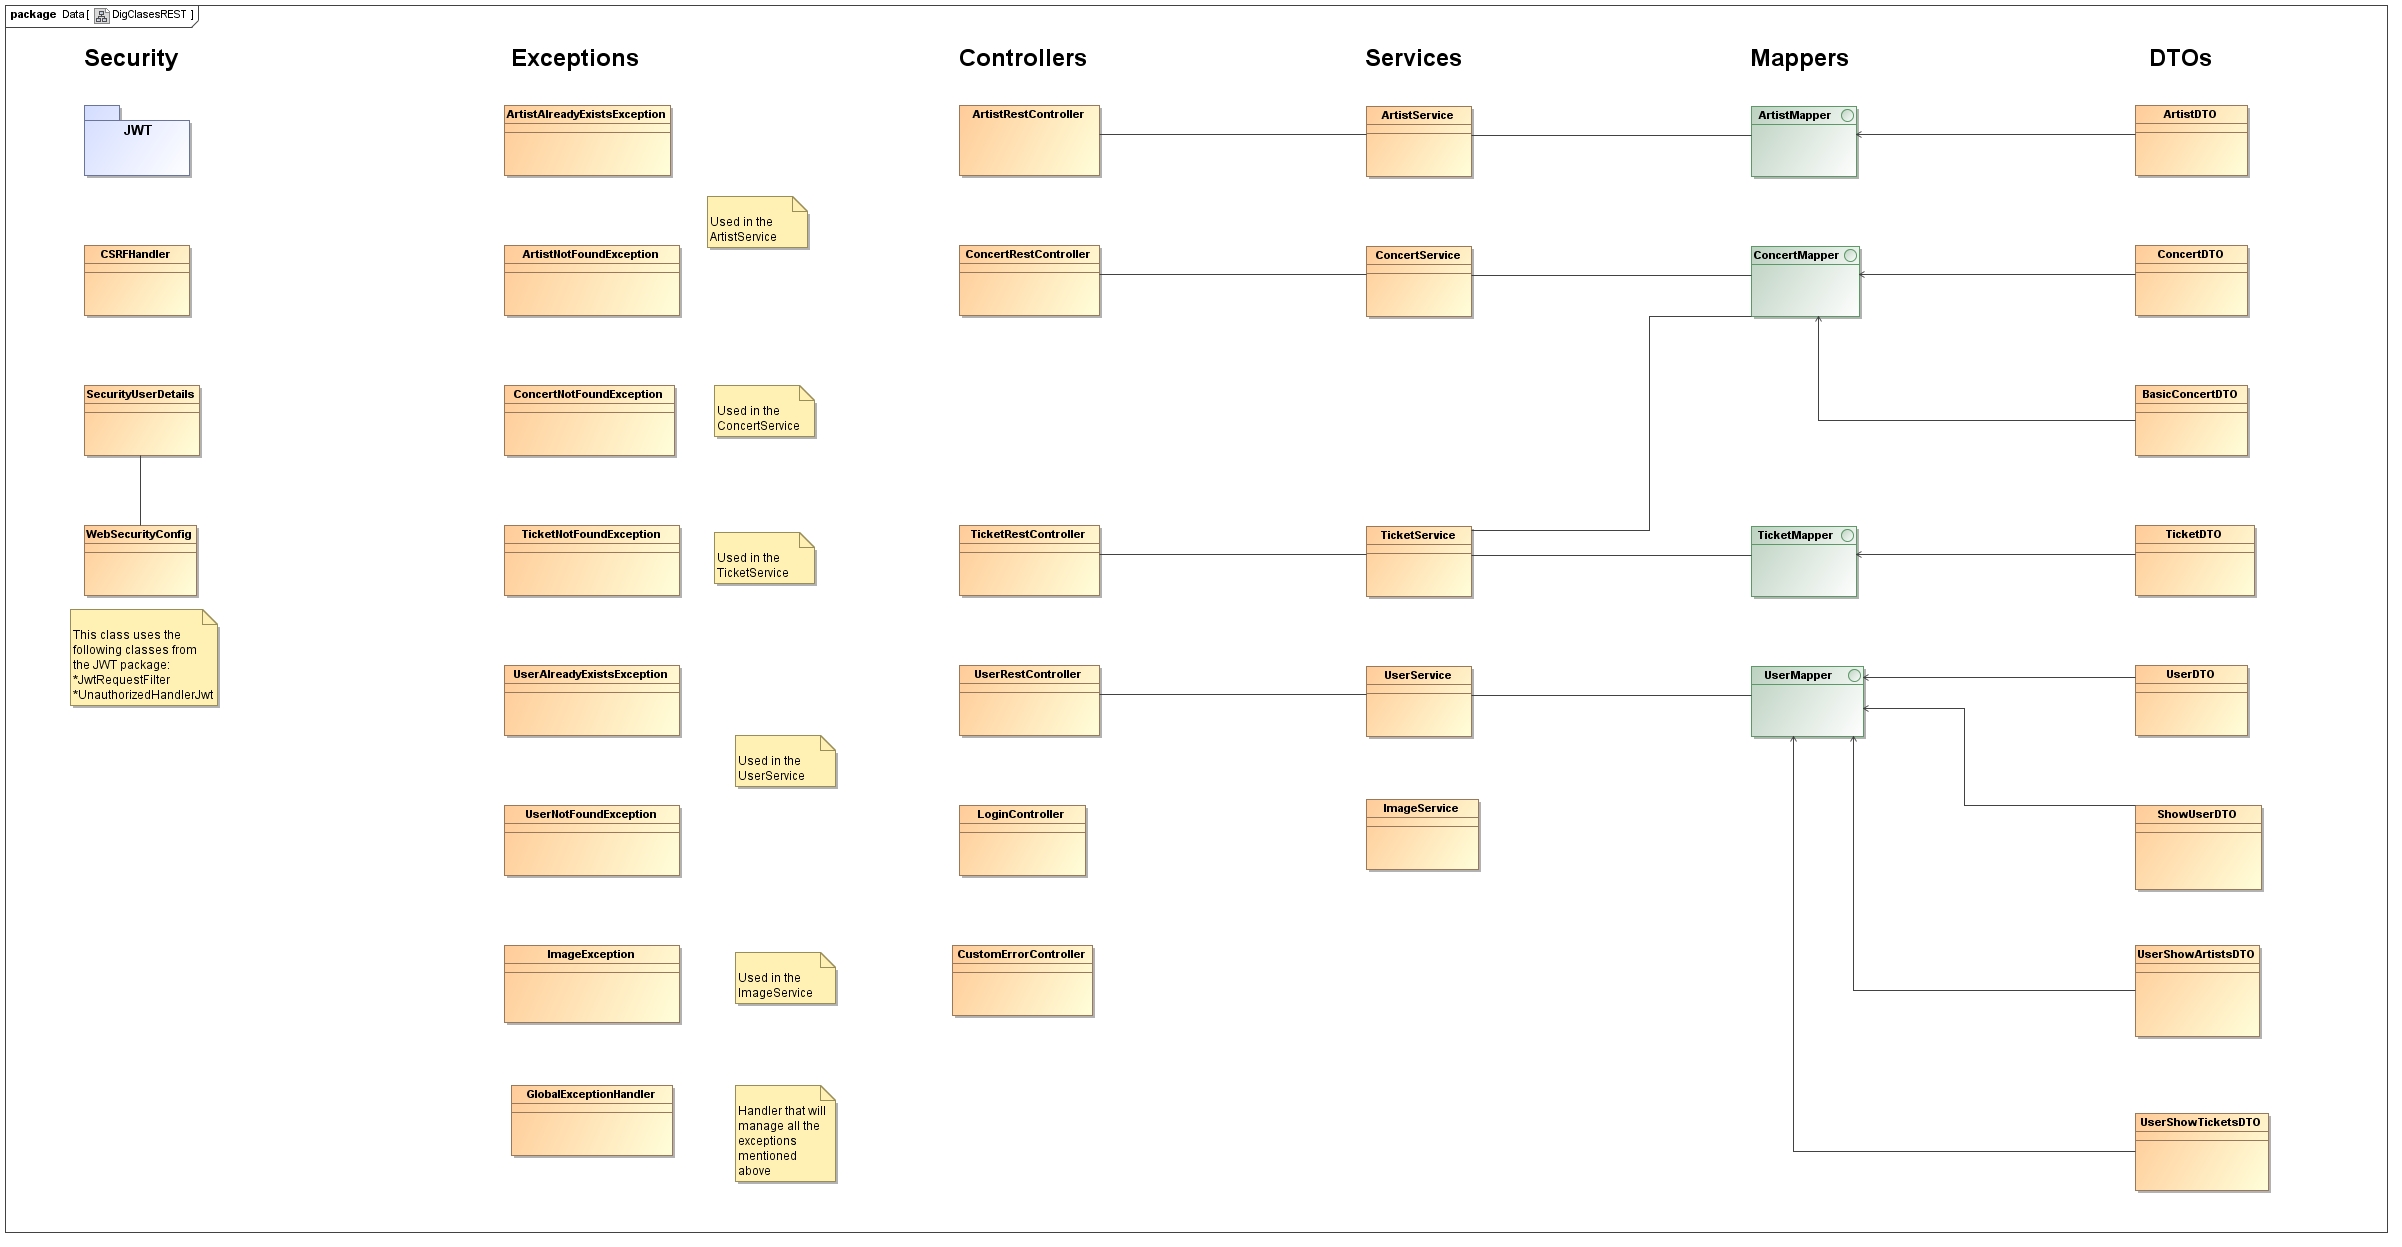 package Data [ DigClasesREST ]
Security
Exceptions
Controllers
Services
Mappers
DTOs
JWT
CSRFHandler
SecurityUserDetails
WebSecurityConfig
This class uses the
following classes from
the JWT package:
*JwtRequestFilter
*UnauthorizedHandlerJwt
ArtistAlreadyExistsException
Used in the
ArtistService
ArtistNotFoundException
ConcertNotFoundException
Used in the
ConcertService
TicketNotFoundException
Used in the
TicketService
UserAlreadyExistsException
Used in the
UserService
UserNotFoundException
ImageException
Used in the
ImageService
GlobalExceptionHandler
Handler that will
manage all the
exceptions
mentioned
above
ArtistRestController
ConcertRestController
TicketRestController
UserRestController
LoginController
CustomErrorController
ArtistService
ConcertService
TicketService
UserService
ImageService
ArtistMapper
ConcertMapper
TicketMapper
UserMapper
ArtistDTO
ConcertDTO
BasicConcertDTO
TicketDTO
UserDTO
ShowUserDTO
UserShowArtistsDTO
UserShowTicketsDTO